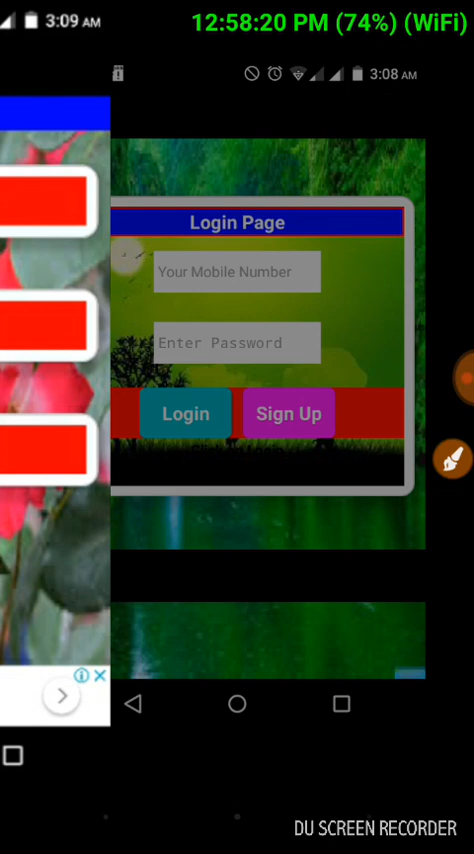 3:09 AM
12:58:20 PM (74%) (WiFi)
3:08 AM
Login Page
Your Mobile Number
Enter Password
Login
Sign Up
DU SCREEN RECORDER